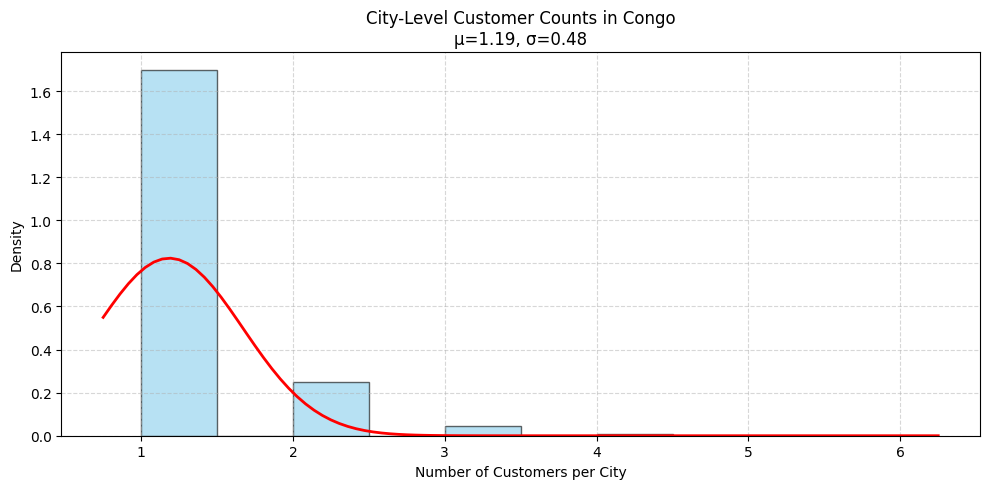 City-Level Customer Counts in Congo
μ=1.19, σ=0.48
Density
1.6
1.4
1.2
1.0
0.8
0.6
0.4
0.2
0.0
1 2 3 4 5 6
Number of Customers per City